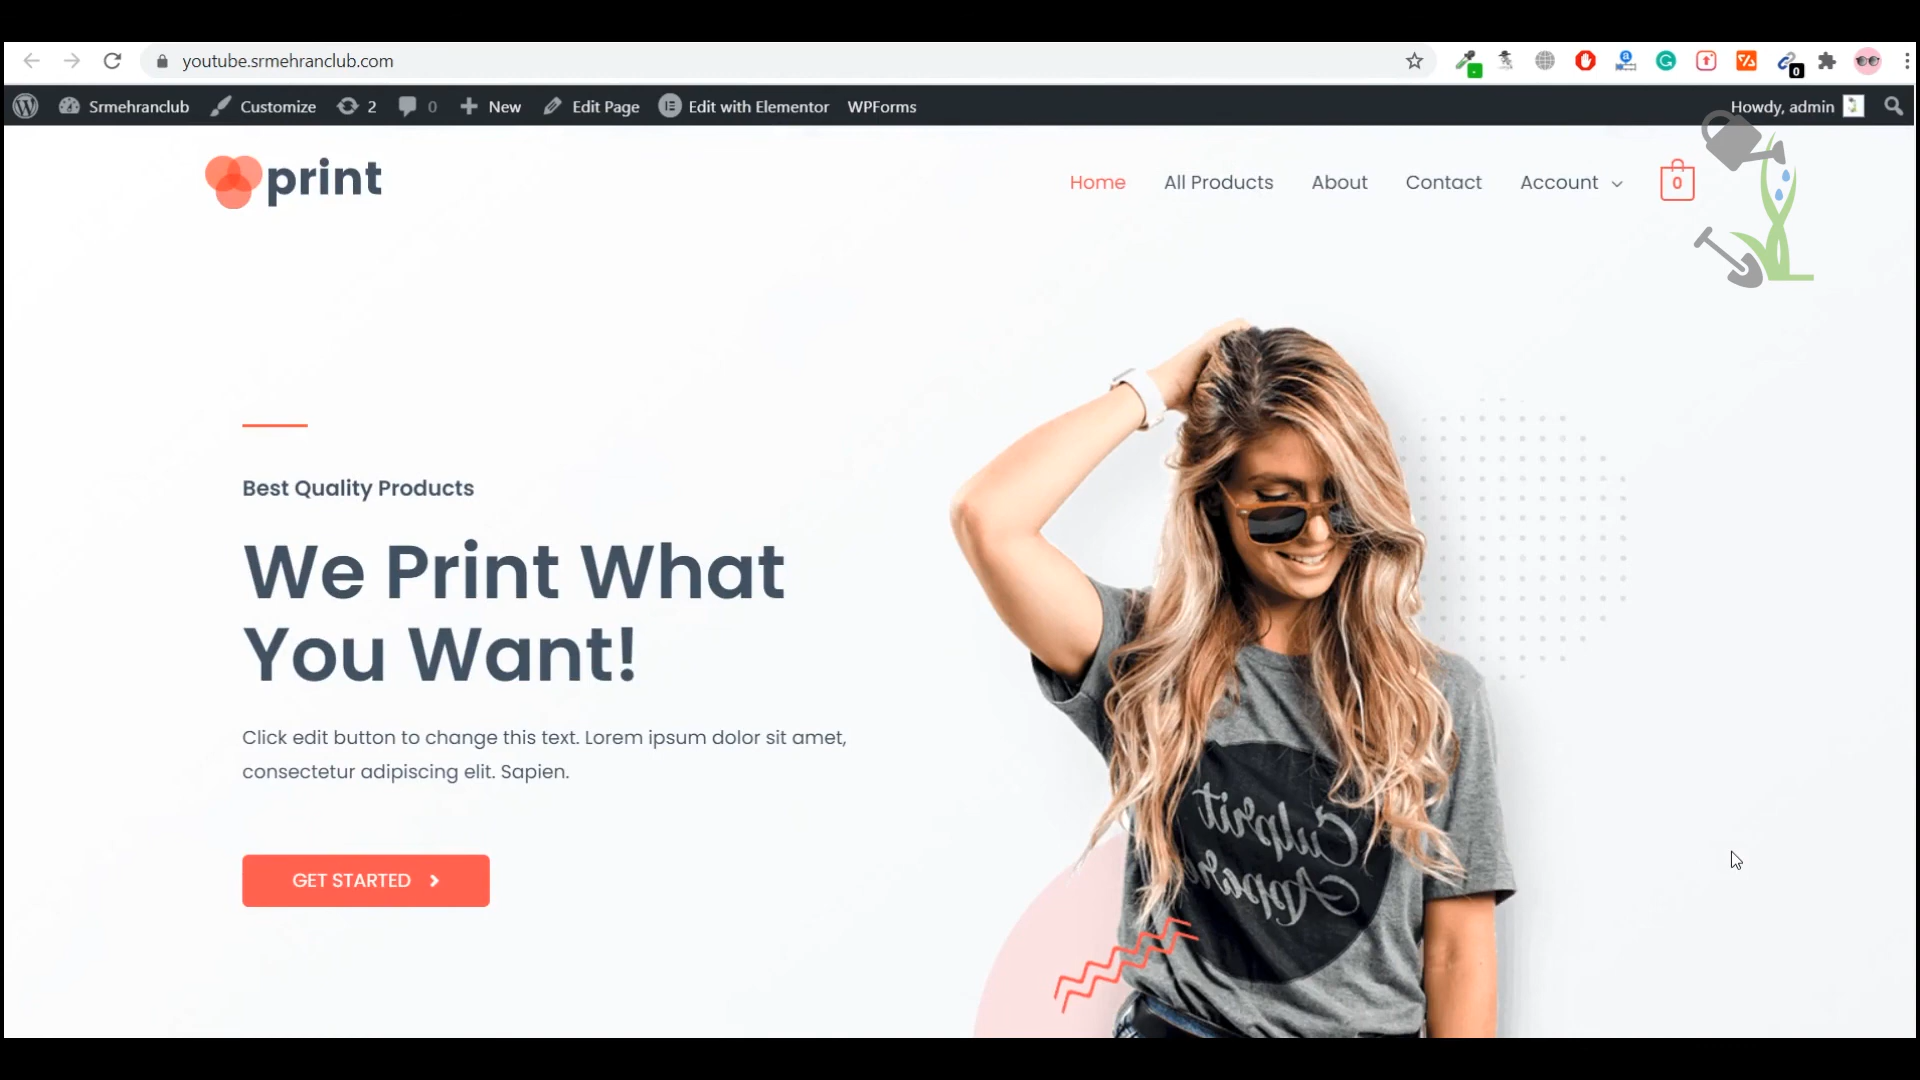 youtube.srmehranclub.com
0
Srmehranclub Customize 2 0 New Edit Page Edit with Elementor WPForms Howdy, admin
print
Home All Products About Contact Account 0
Best Quality Products
We Print What
You Want!
Click edit button to change this text. Lorem ipsum dolor sit amet,
consectetur adipiscing elit. Sapien.
GET STARTED
Culprit